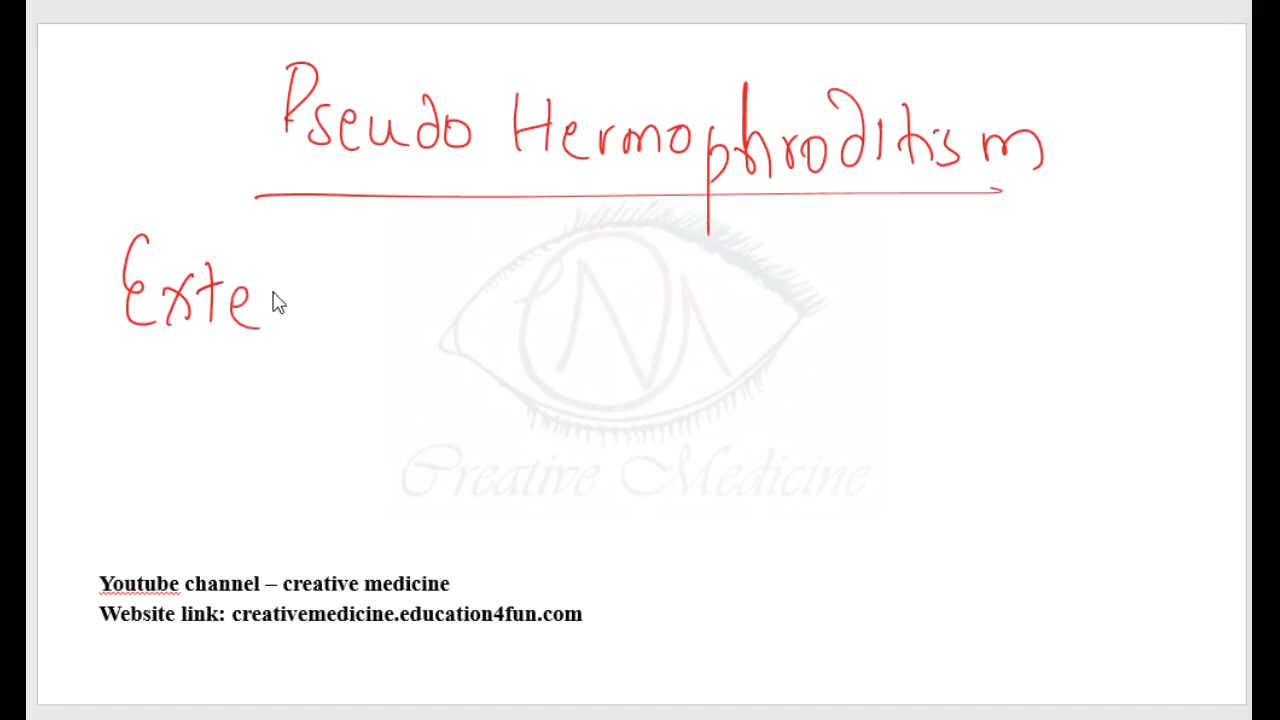 Pseudo Hermophroditism
Exte
Creative Medicine
Youtube channel – creative medicine
Website link: creativemedicine.education4fun.com